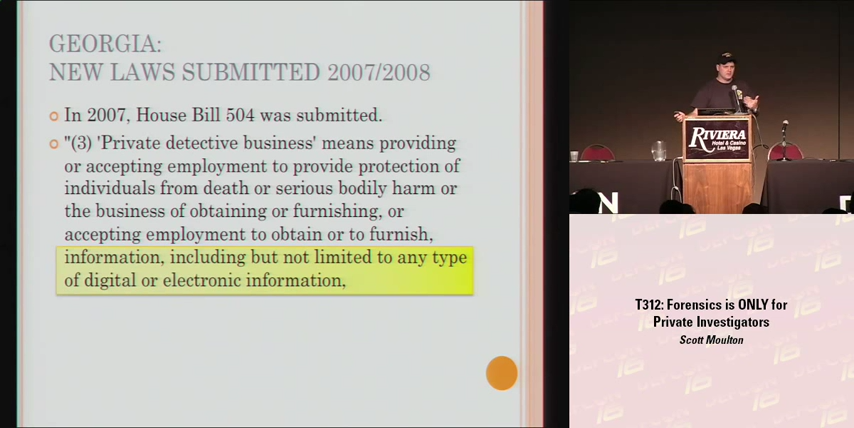 GEORGIA:
NEW LAWS SUBMITTED 2007/2008
In 2007, House Bill 504 was submitted.
"(3) 'Private detective business' means providing
or accepting employment to provide protection of
individuals from death or serious bodily harm or
the business of obtaining or furnishing, or
accepting employment to obtain or to furnish,
information, including but not limited to any type
of digital or electronic information,
RIVIERA
Hotel & Casino
Las Vegas
N
T312: Forensics is ONLY for
Private Investigators
Scott Moulton